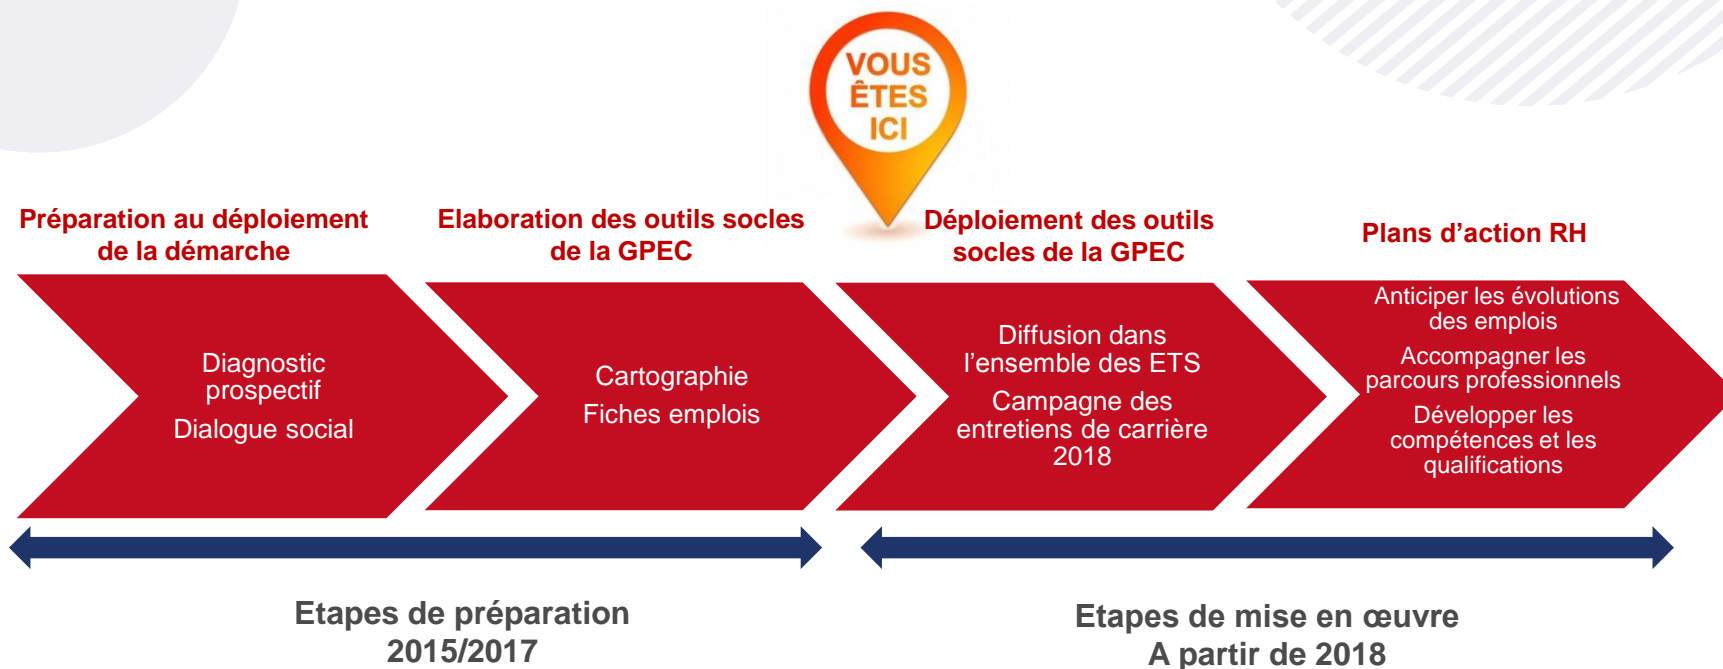 VOUS
ÊTES
ICI
Préparation au déploiement
de la démarche
Elaboration des outils socles
de la GPEC
Déploiement des outils
socles de la GPEC
Plans d’action RH
Diagnostic
prospectif
Dialogue social
Cartographie
Fiches emplois
Diffusion dans
l’ensemble des ETS
Campagne des
entretiens de carrière
2018
Anticiper les évolutions
des emplois
Accompagner les
parcours professionnels
Développer les
compétences et les
qualifications
Etapes de préparation
2015/2017
Etapes de mise en œuvre
A partir de 2018